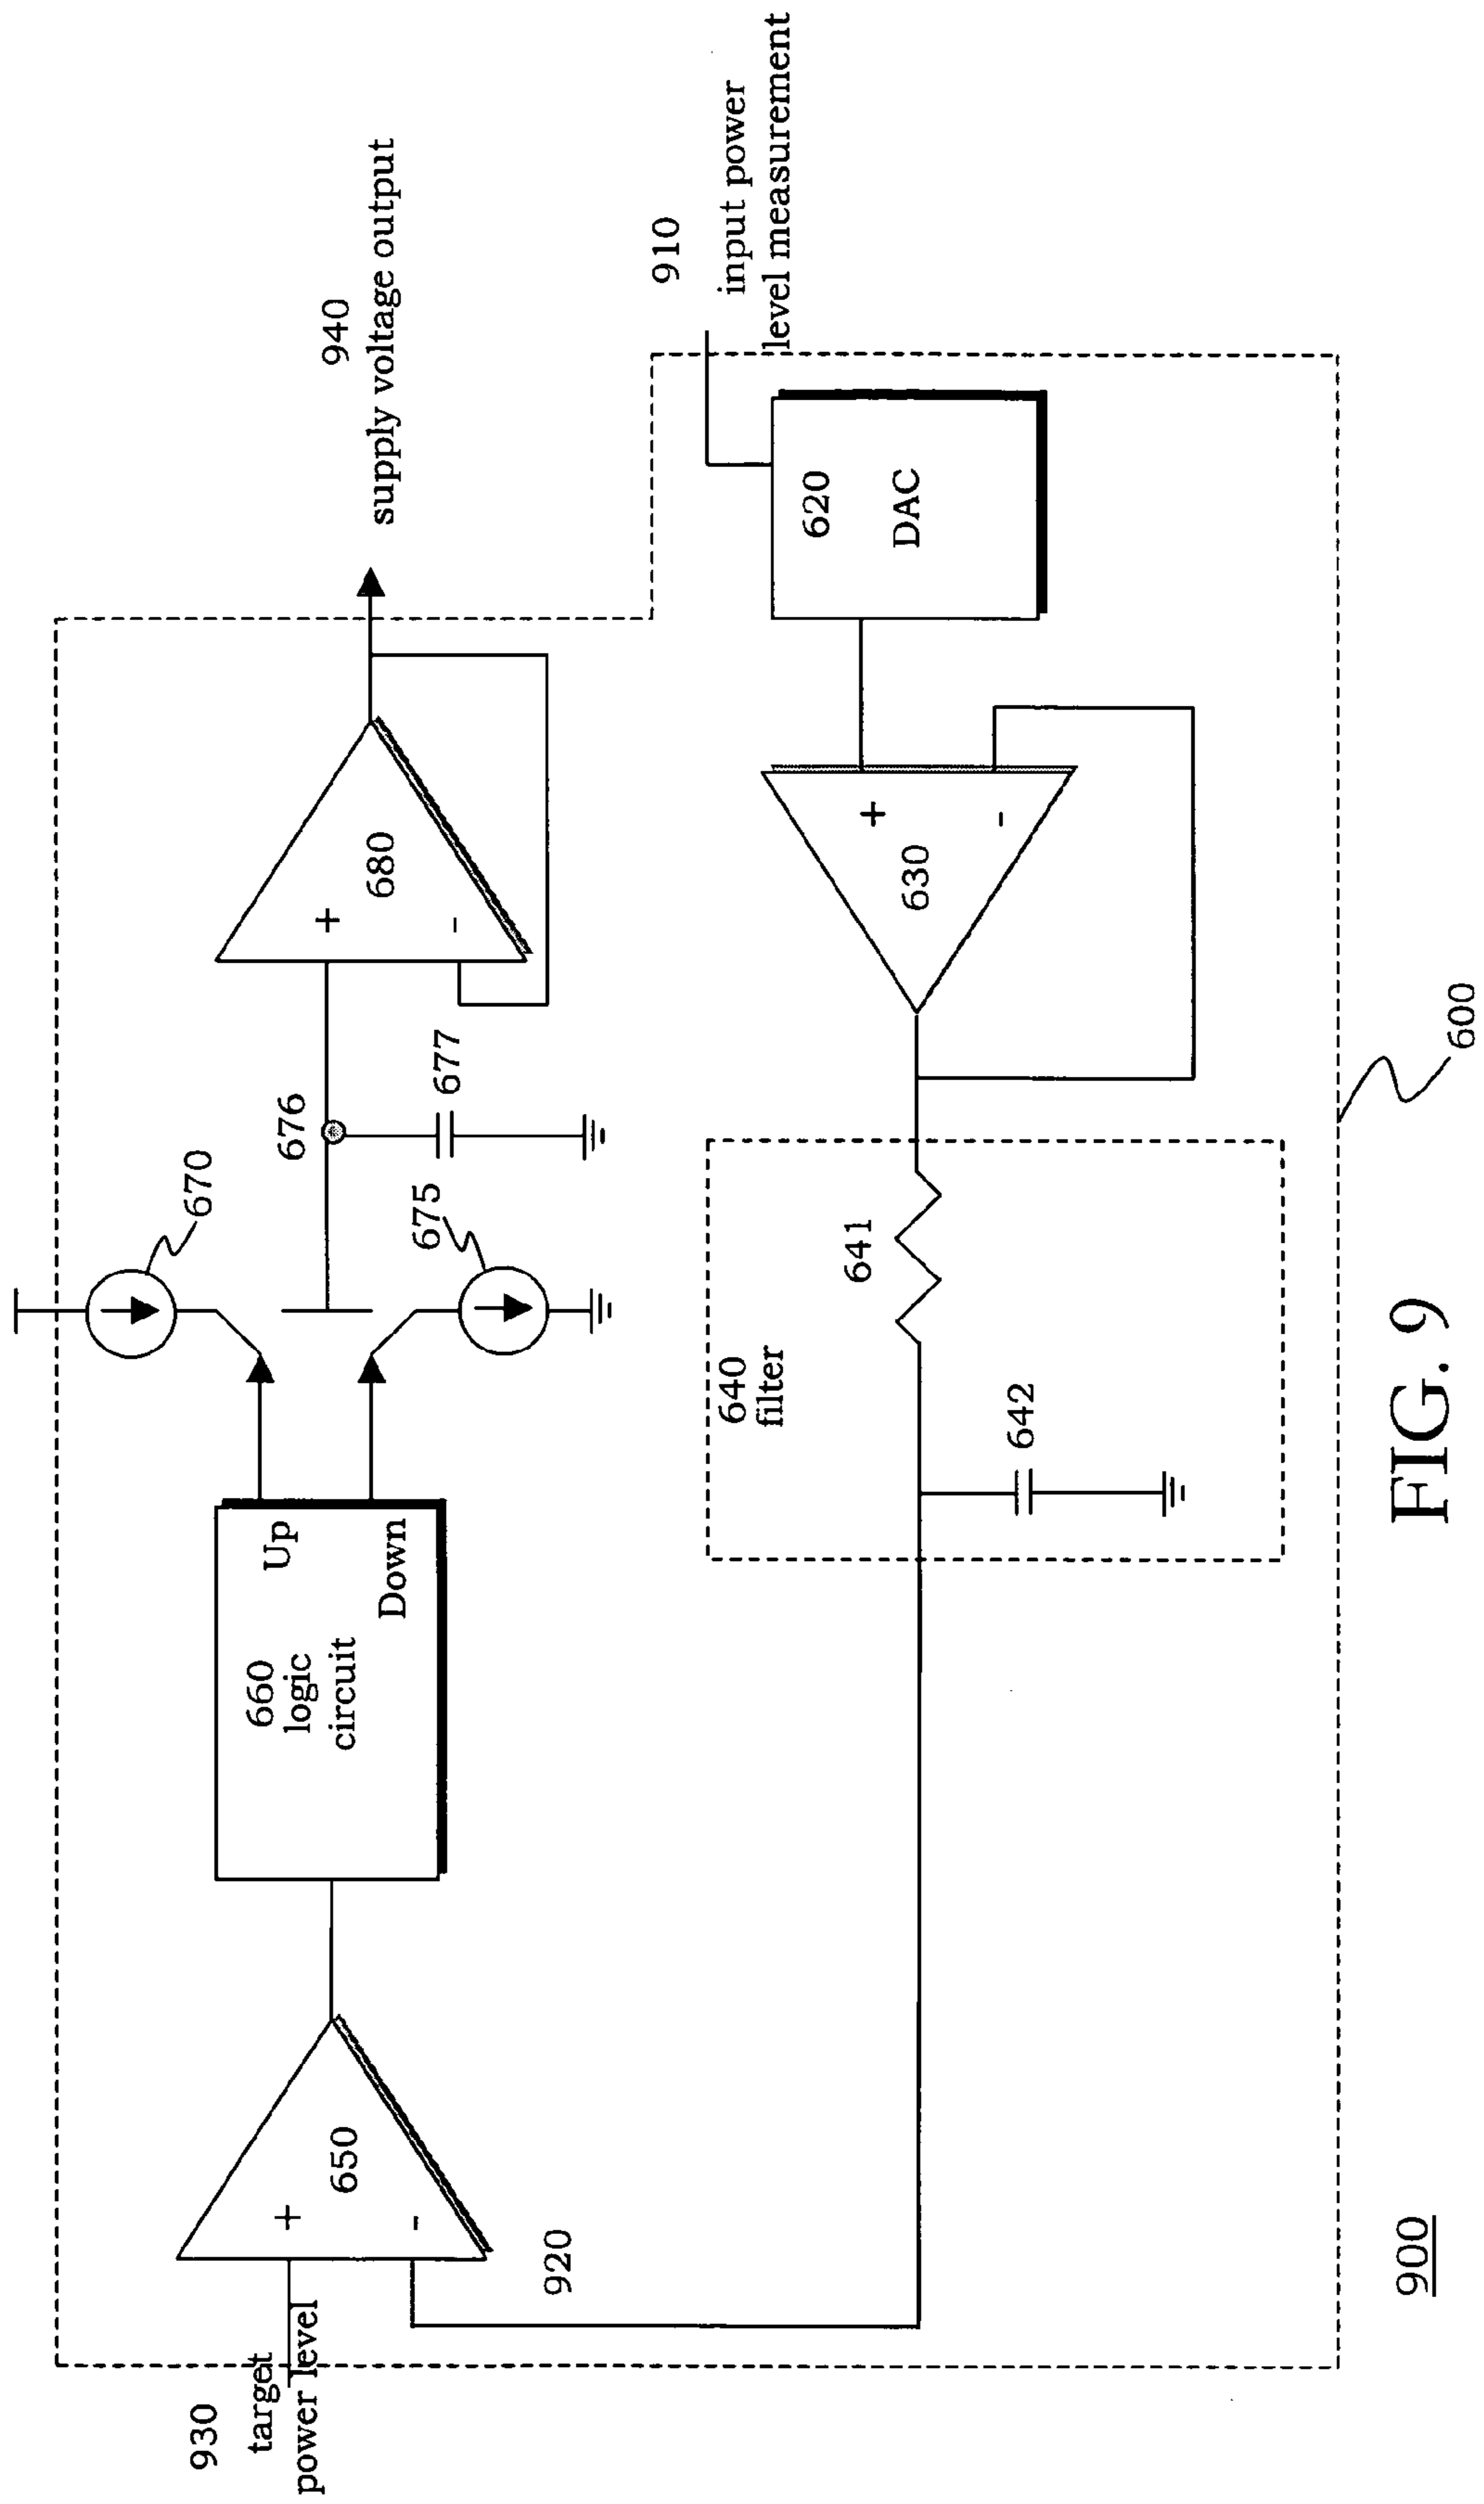 930
target
power level
+
-
650
920
660
logic
circuit
Up
Down
670
675
676
677
+
-
680
940
supply voltage output
910
input power
level measurement
620
DAC
+
-
630
640
filter
641
642
600
900
FIG. 9